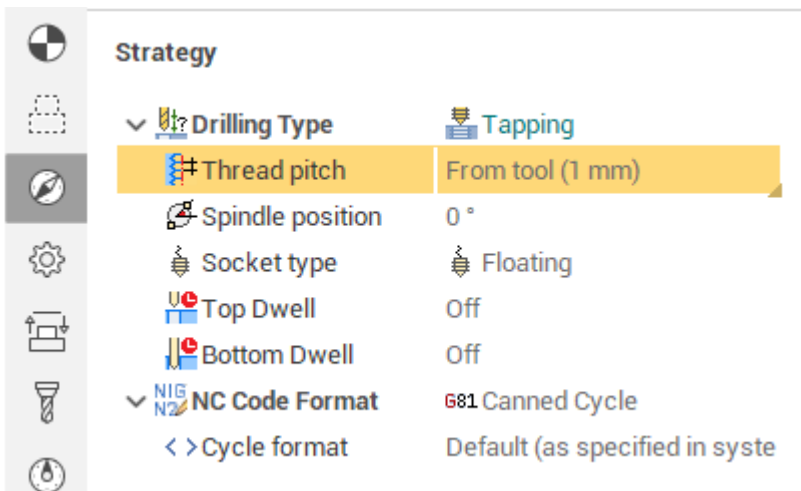 Strategy
Drilling Type Tapping
Thread pitch From tool (1 mm)
Spindle position 0 °
Socket type Floating
Top Dwell Off
Bottom Dwell Off
NC Code Format G81 Canned Cycle
Cycle format Default (as specified in syste